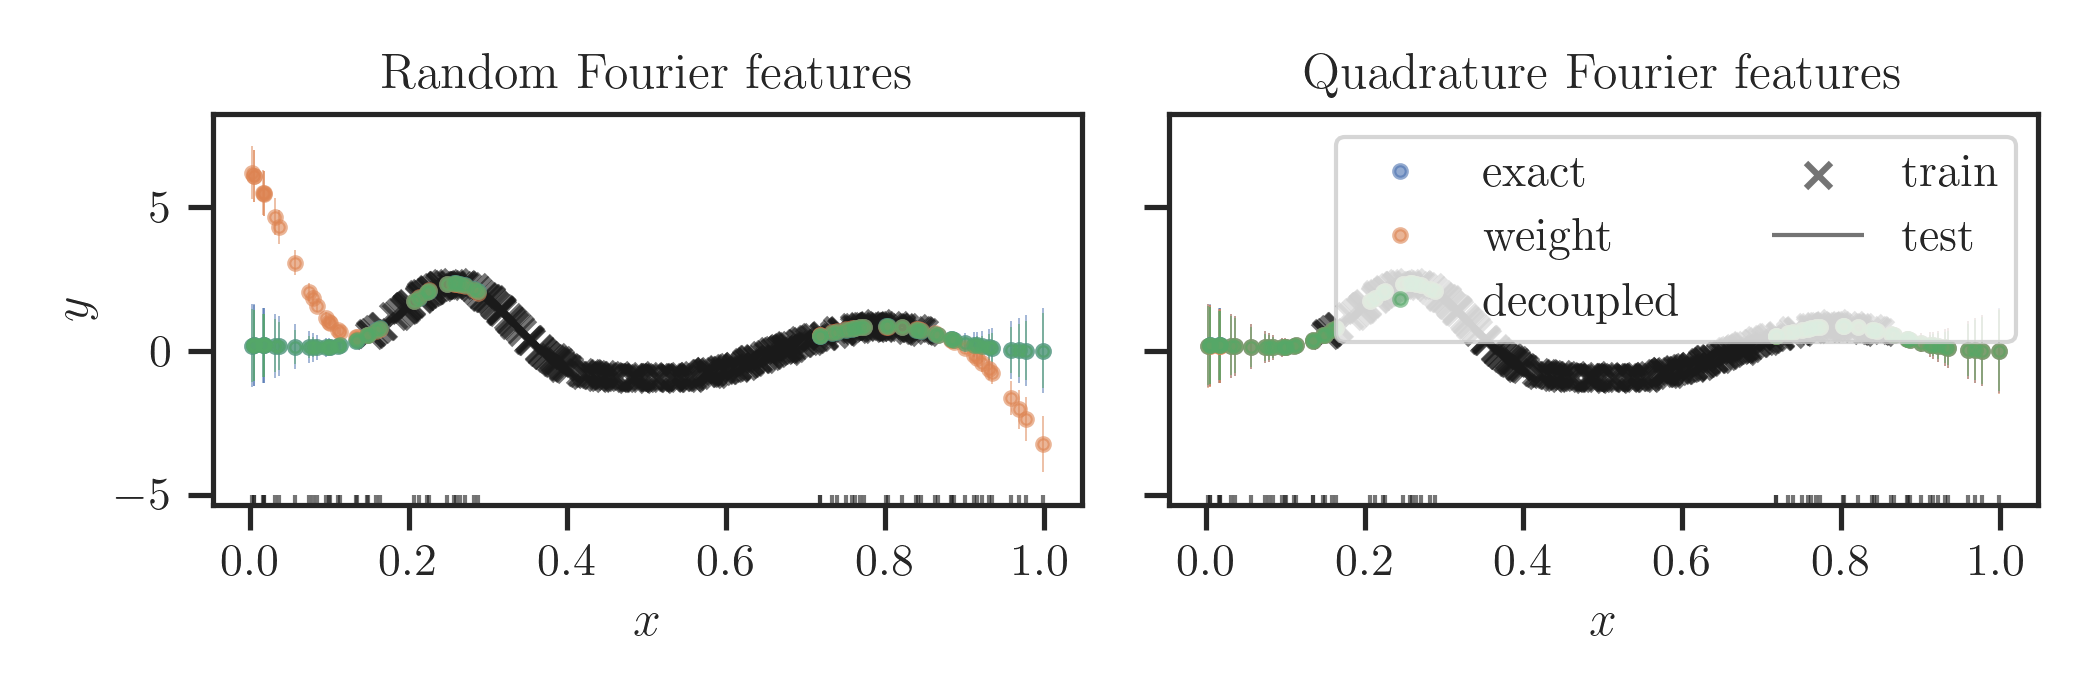 Random Fourier features
y
5
0
−5
0.0 0.2 0.4 0.6 0.8 1.0
x
Quadrature Fourier features
exact train
weight test
decoupled
0.0 0.2 0.4 0.6 0.8 1.0
x